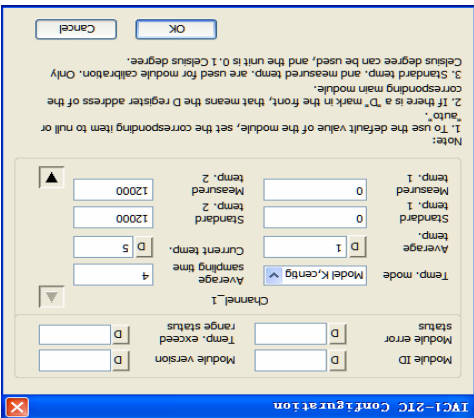 IVC1-2TC Configuration
Module ID D Module version D
Module error status D Temp. exceed range status D
Channel_1
Temp. mode Model K,centig Average sampling time 4
Average temp. D 1 Current temp. D 5
Standard temp. 1 0 Standard temp. 2 12000
Measured temp. 1 0 Measured temp. 2 12000
Note:
1. To use the default value of the module, set the corresponding item to null or
"auto".
2. If there is a "D" mark in the front, that means the D register address of the
corresponding main module.
3. Standard temp. and measured temp. are used for module calibration. Only
Celsius degree can be used, and the unit is 0.1 Celsius degree.
OK Cancel